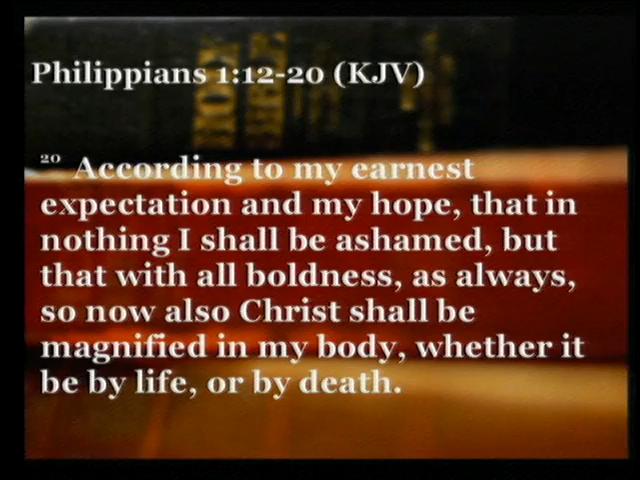 Philippians 1:12-20 (KJV)
HOLY
BIBLE
20 According to my earnest
expectation and my hope, that in
nothing I shall be ashamed, but
that with all boldness, as always,
so now also Christ shall be
magnified in my body, whether it
be by life, or by death.